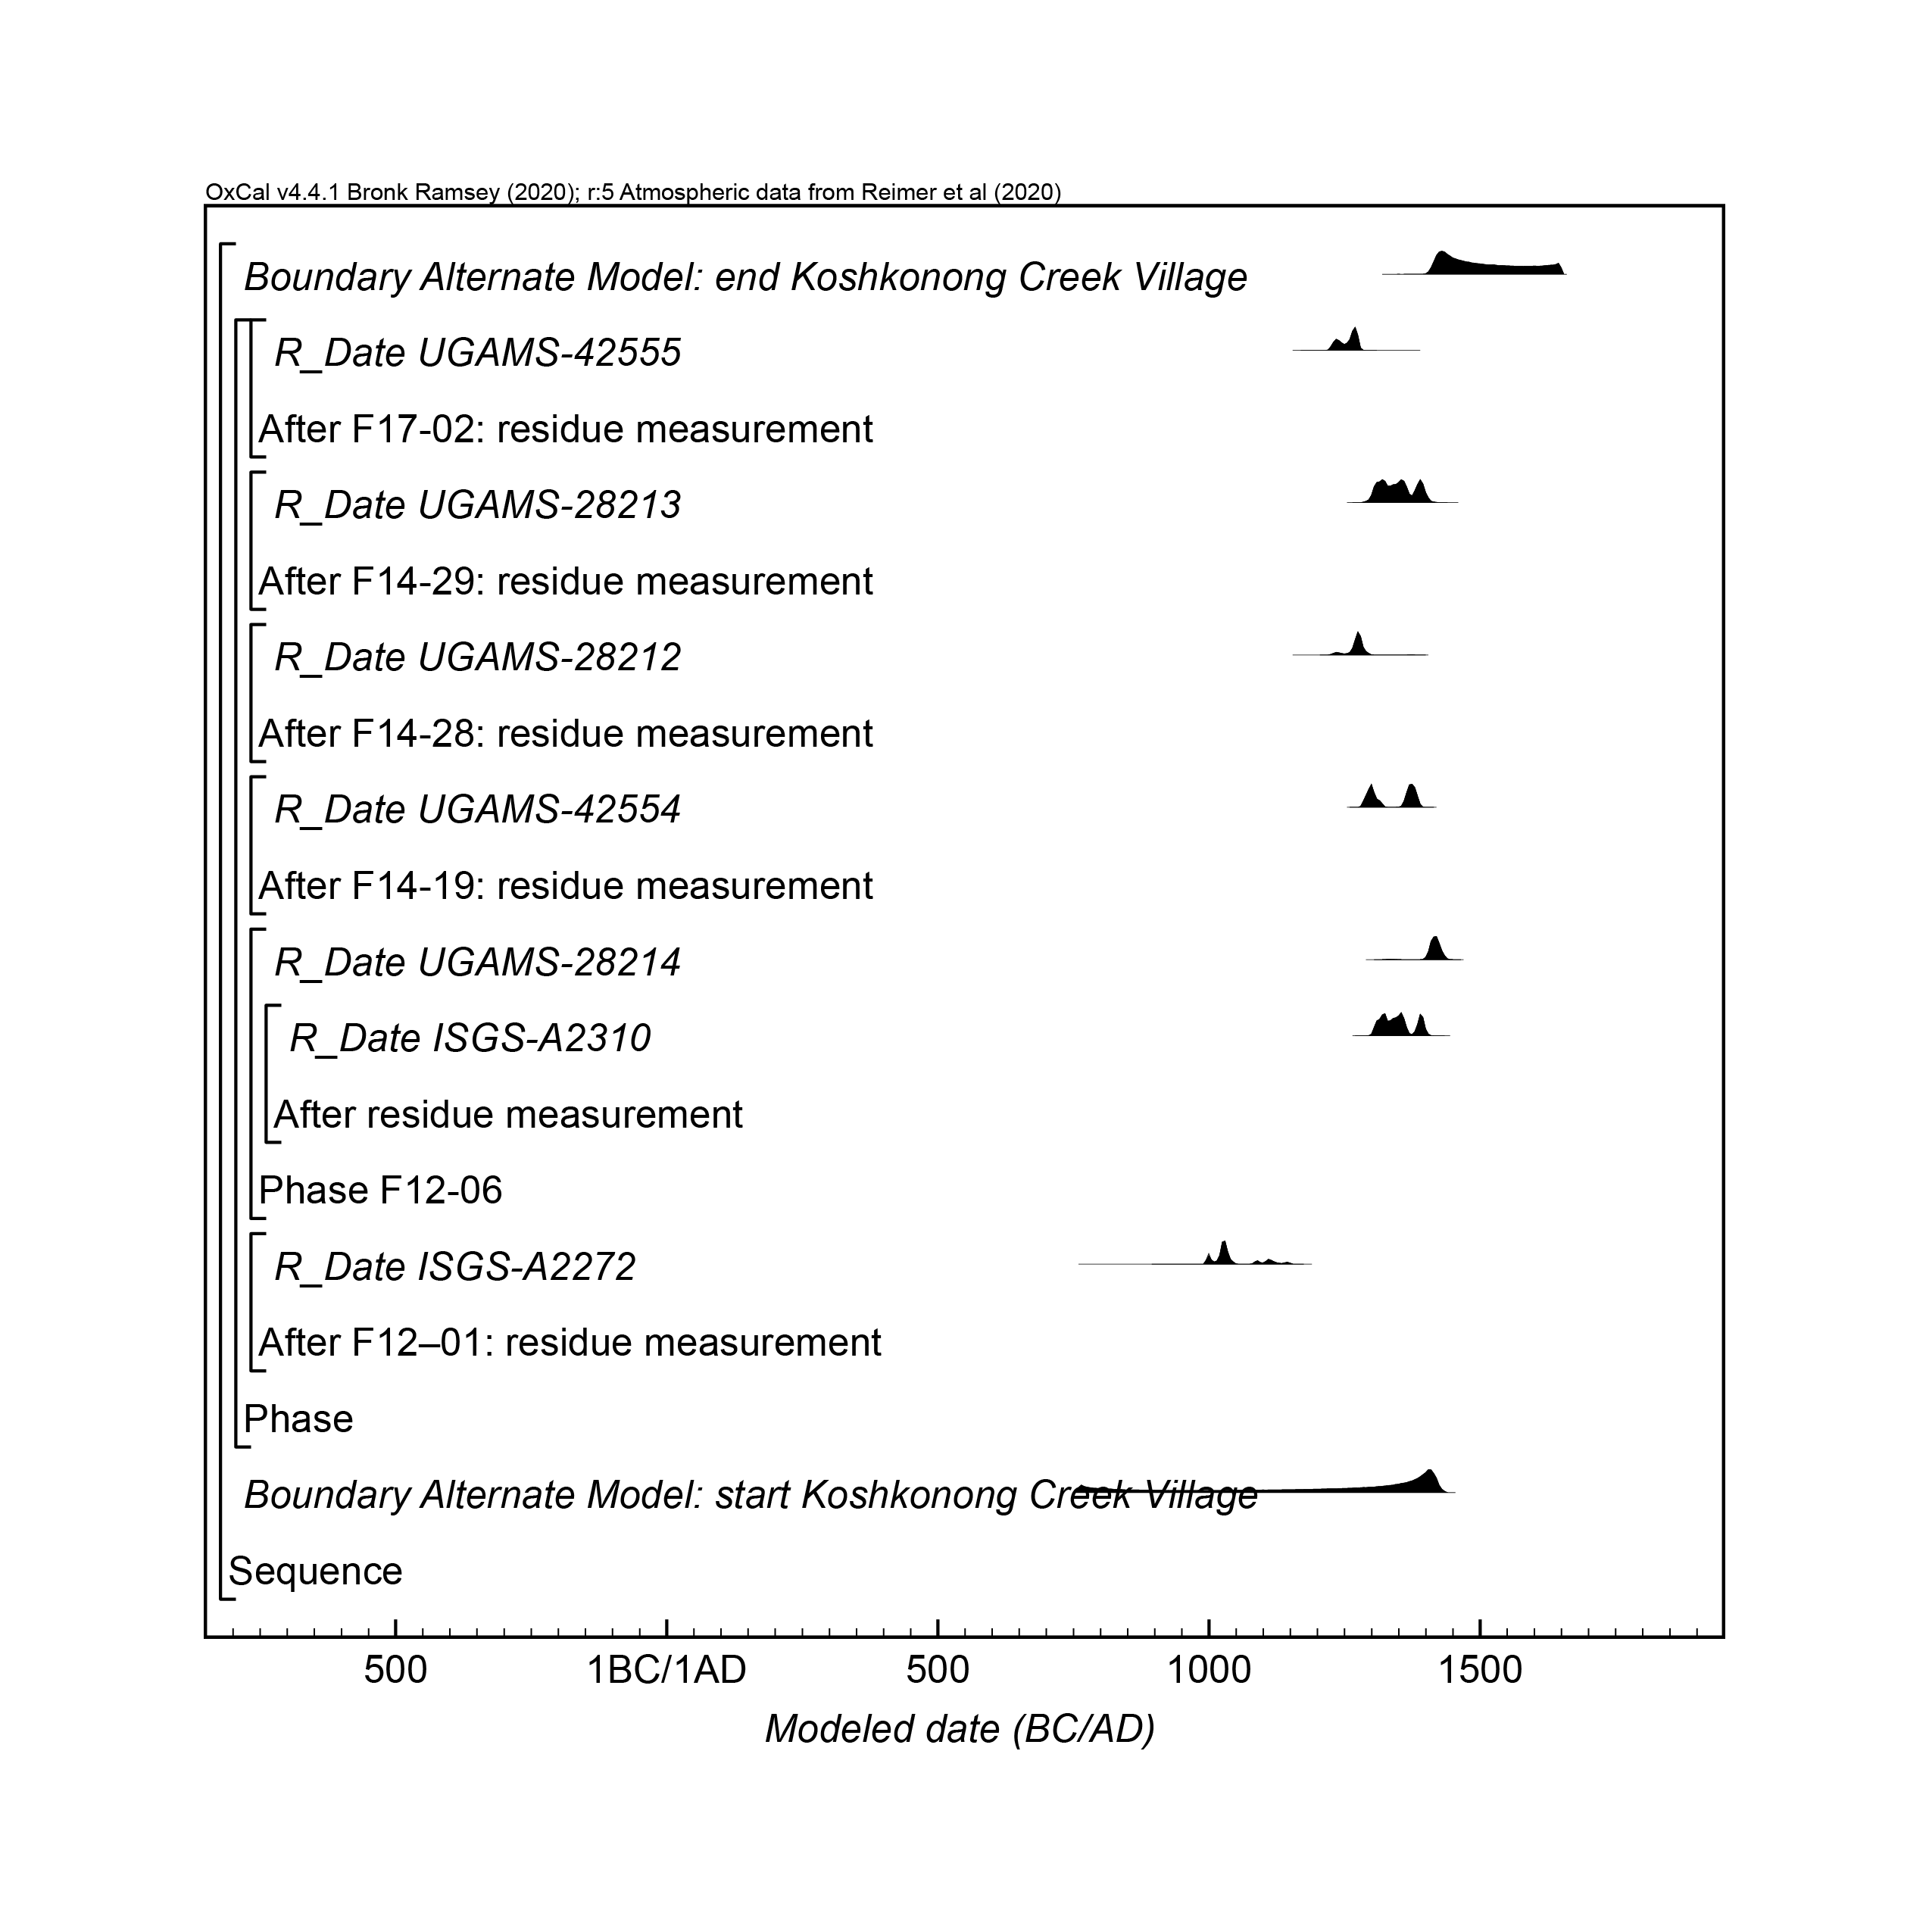 OxCal v4.4.1 Bronk Ramsey (2020); r:5 Atmospheric data from Reimer et al (2020)
Boundary Alternate Model: end Koshkonong Creek Village
R_Date UGAMS-42555
After F17-02: residue measurement
R_Date UGAMS-28213
After F14-29: residue measurement
R_Date UGAMS-28212
After F14-28: residue measurement
R_Date UGAMS-42554
After F14-19: residue measurement
R_Date UGAMS-28214
R_Date ISGS-A2310
After residue measurement
Phase F12-06
R_Date ISGS-A2272
After F12–01: residue measurement
Phase
Boundary Alternate Model: start Koshkonong Creek Village
Sequence
500 1BC/1AD 500 1000 1500
Modeled date (BC/AD)